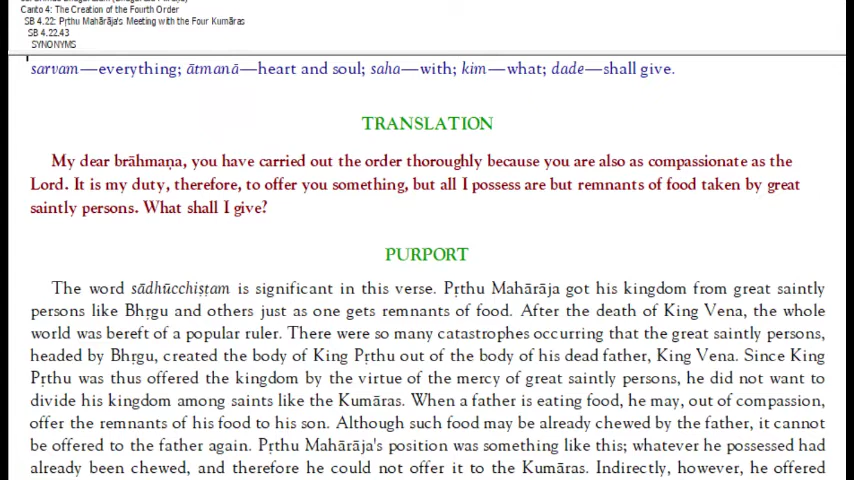 Canto 4: The Creation of the Fourth Order
SB 4.22: Pṛthu Mahārāja's Meeting with the Four Kumāras
SB 4.22.43
SYNONYMS
sarvam—everything; ātmanā—heart and soul; saha—with; kim—what; dade—shall give.
TRANSLATION
My dear brāhmaṇa, you have carried out the order thoroughly because you are also as compassionate as the
Lord. It is my duty, therefore, to offer you something, but all I possess are but remnants of food taken by great
saintly persons. What shall I give?
PURPORT
The word sādhūcchiṣṭam is significant in this verse. Pṛthu Mahārāja got his kingdom from great saintly
persons like Bhṛgu and others just as one gets remnants of food. After the death of King Vena, the whole
world was bereft of a popular ruler. There were so many catastrophes occurring that the great saintly persons,
headed by Bhṛgu, created the body of King Pṛthu out of the body of his dead father, King Vena. Since King
Pṛthu was thus offered the kingdom by the virtue of the mercy of great saintly persons, he did not want to
divide his kingdom among saints like the Kumāras. When a father is eating food, he may, out of compassion,
offer the remnants of his food to his son. Although such food may be already chewed by the father, it cannot
be offered to the father again. Pṛthu Mahārāja's position was something like this; whatever he possessed had
already been chewed, and therefore he could not offer it to the Kumāras. Indirectly, however, he offered